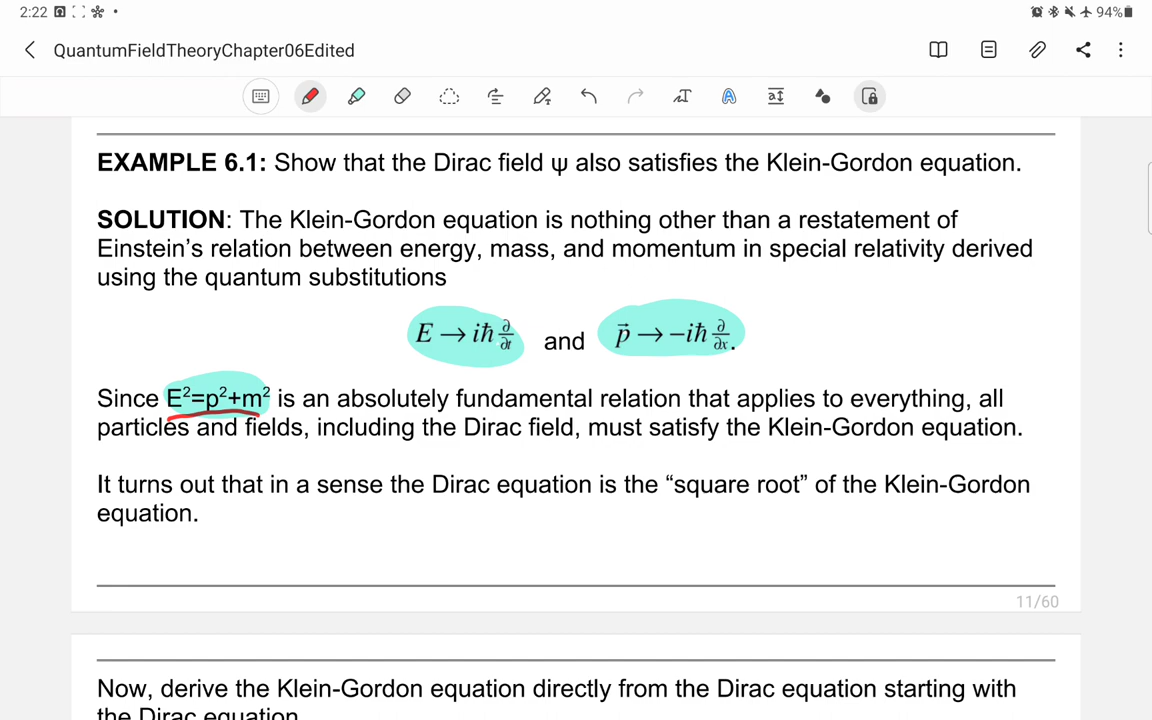 2:22
94%
QuantumFieldTheoryChapter06Edited
EXAMPLE 6.1: Show that the Dirac field ψ also satisfies the Klein-Gordon equation.
SOLUTION: The Klein-Gordon equation is nothing other than a restatement of
Einstein’s relation between energy, mass, and momentum in special relativity derived
using the quantum substitutions
E → iħ ∂/∂t and p⃗ → −iħ ∂/∂x.
Since E²=p²+m² is an absolutely fundamental relation that applies to everything, all
particles and fields, including the Dirac field, must satisfy the Klein-Gordon equation.
It turns out that in a sense the Dirac equation is the “square root” of the Klein-Gordon
equation.
11/60
Now, derive the Klein-Gordon equation directly from the Dirac equation starting with
the Dirac equation